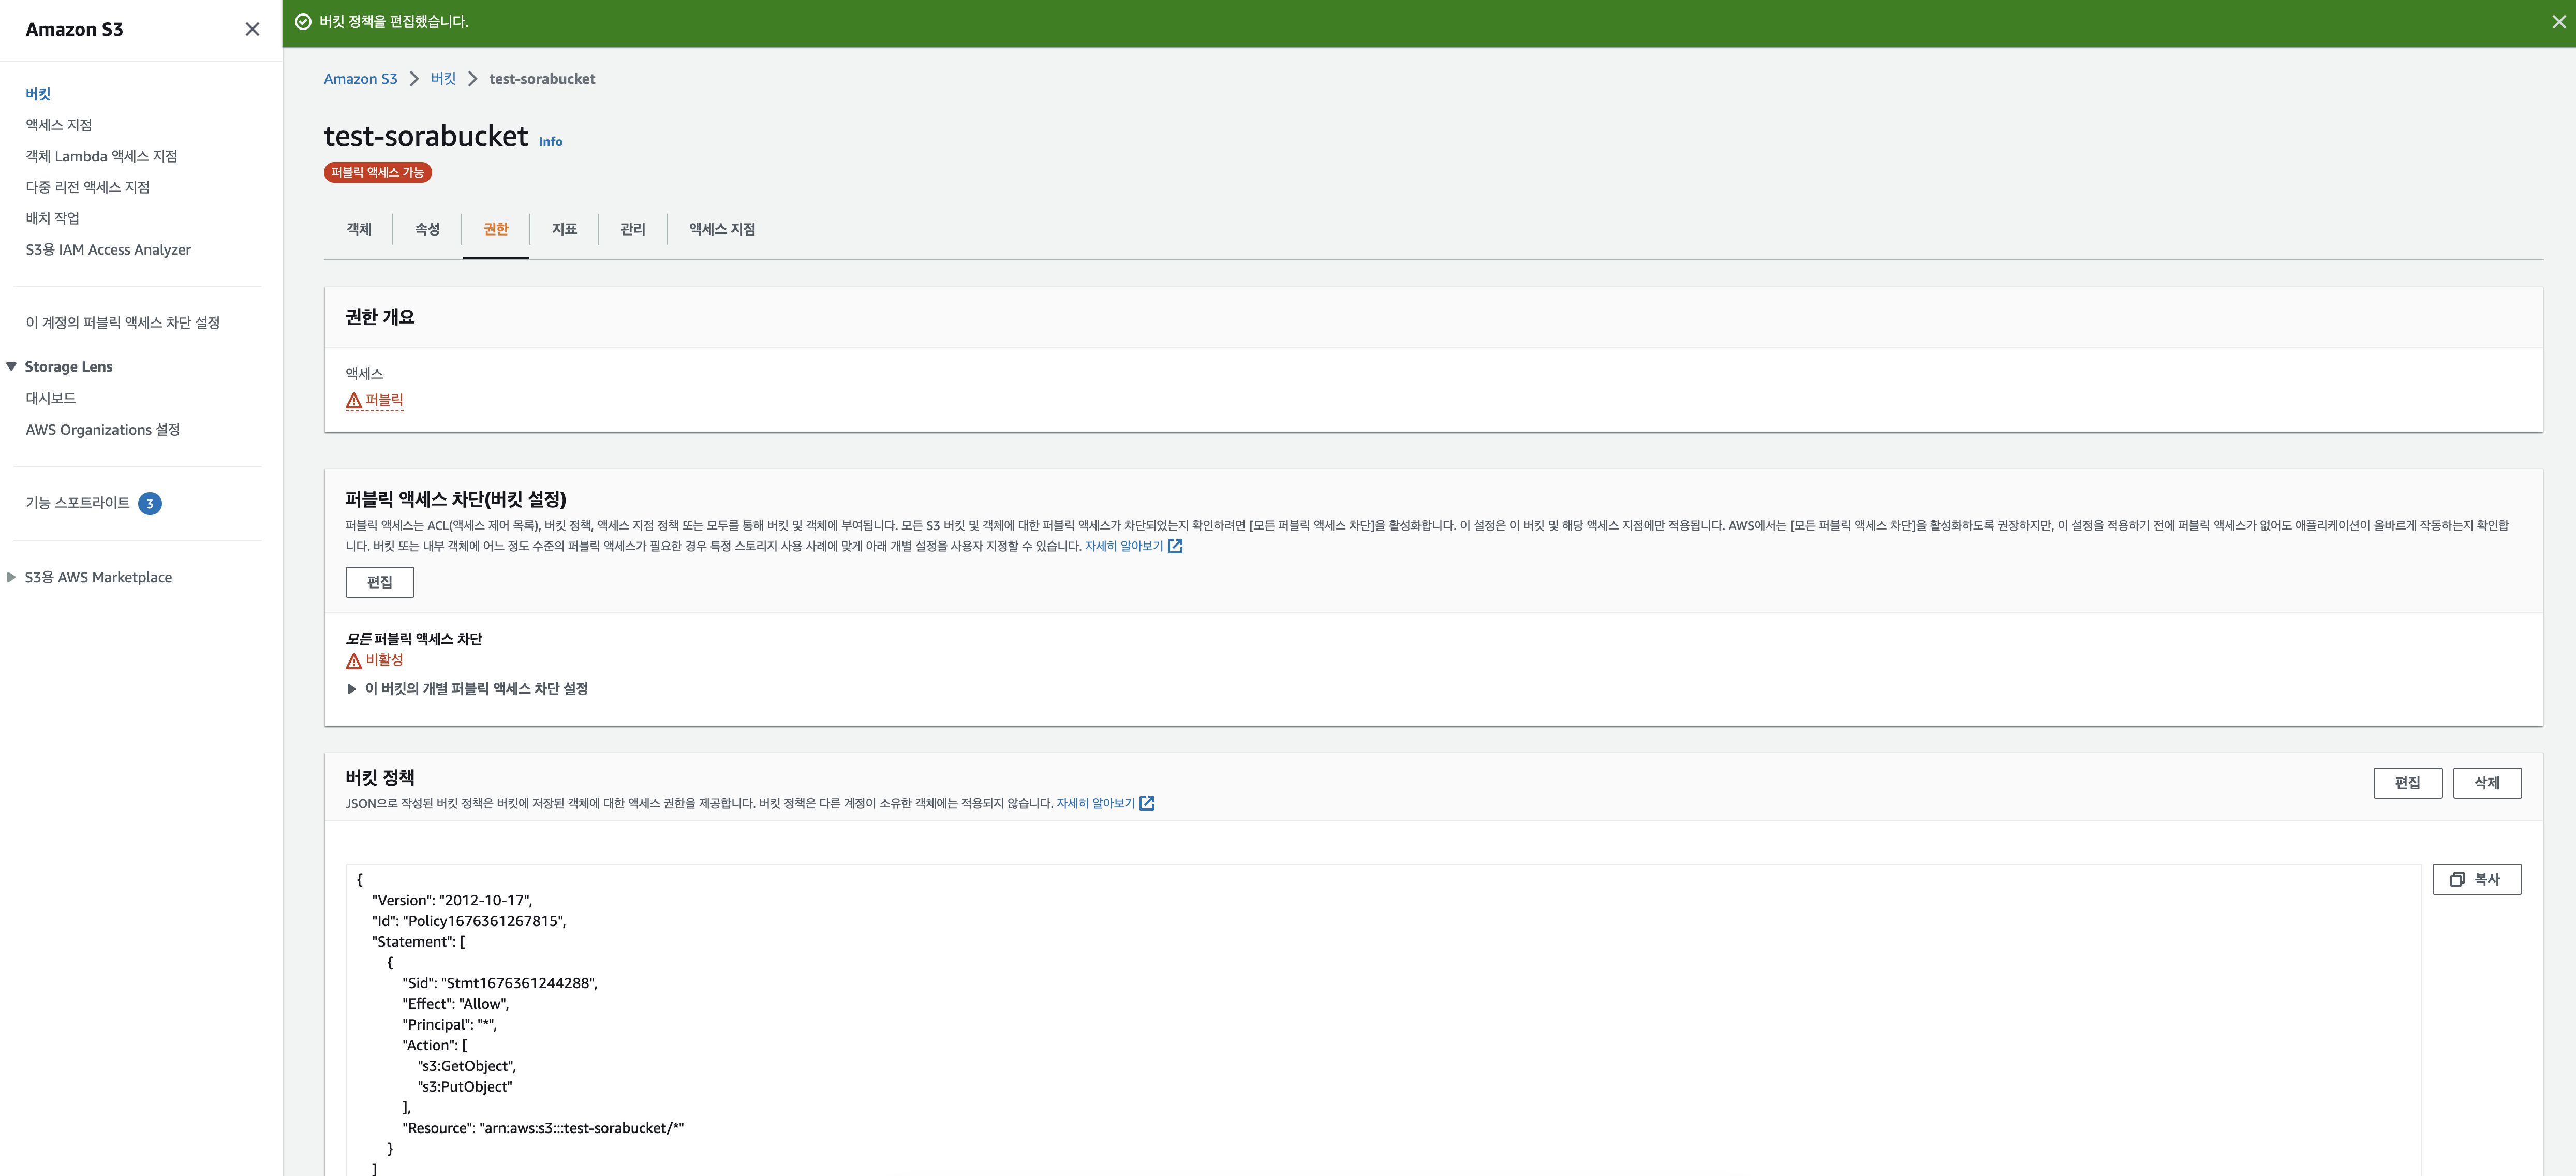 Amazon S3
버킷
액세스 지점
객체 Lambda 액세스 지점
다중 리전 액세스 지점
배치 작업
S3용 IAM Access Analyzer
이 계정의 퍼블릭 액세스 차단 설정
Storage Lens
대시보드
AWS Organizations 설정
기능 스포트라이트 3
S3용 AWS Marketplace
버킷 정책을 편집했습니다.
Amazon S3 > 버킷 > test-sorabucket
test-sorabucket Info
퍼블릭 액세스 가능
객체 속성 권한 지표 관리 액세스 지점
권한 개요
액세스
퍼블릭
퍼블릭 액세스 차단(버킷 설정)
퍼블릭 액세스는 ACL(액세스 제어 목록), 버킷 정책, 액세스 지점 정책 또는 모두를 통해 버킷 및 객체에 부여됩니다. 모든 S3 버킷 및 객체에 대한 퍼블릭 액세스가 차단되었는지 확인하려면 [모든 퍼블릭 액세스 차단]을 활성화합니다. 이 설정은 이 버킷 및 해당 액세스 지점에만 적용됩니다. AWS에서는 [모든 퍼블릭 액세스 차단]을 활성화하도록 권장하지만, 이 설정을 적용하기 전에 퍼블릭 액세스가 없어도 애플리케이션이 올바르게 작동하는지 확인합
니다. 버킷 또는 내부 객체에 어느 정도 수준의 퍼블릭 액세스가 필요한 경우 특정 스토리지 사용 사례에 맞게 아래 개별 설정을 사용자 지정할 수 있습니다. 자세히 알아보기
편집
모든 퍼블릭 액세스 차단
비활성
이 버킷의 개별 퍼블릭 액세스 차단 설정
버킷 정책
JSON으로 작성된 버킷 정책은 버킷에 저장된 객체에 대한 액세스 권한을 제공합니다. 버킷 정책은 다른 계정이 소유한 객체에는 적용되지 않습니다. 자세히 알아보기
편집 삭제
복사
{
"Version": "2012-10-17",
"Id": "Policy1676361267815",
"Statement": [
{
"Sid": "Stmt1676361244288",
"Effect": "Allow",
"Principal": "*",
"Action": [
"s3:GetObject",
"s3:PutObject"
],
"Resource": "arn:aws:s3:::test-sorabucket/*"
}
]